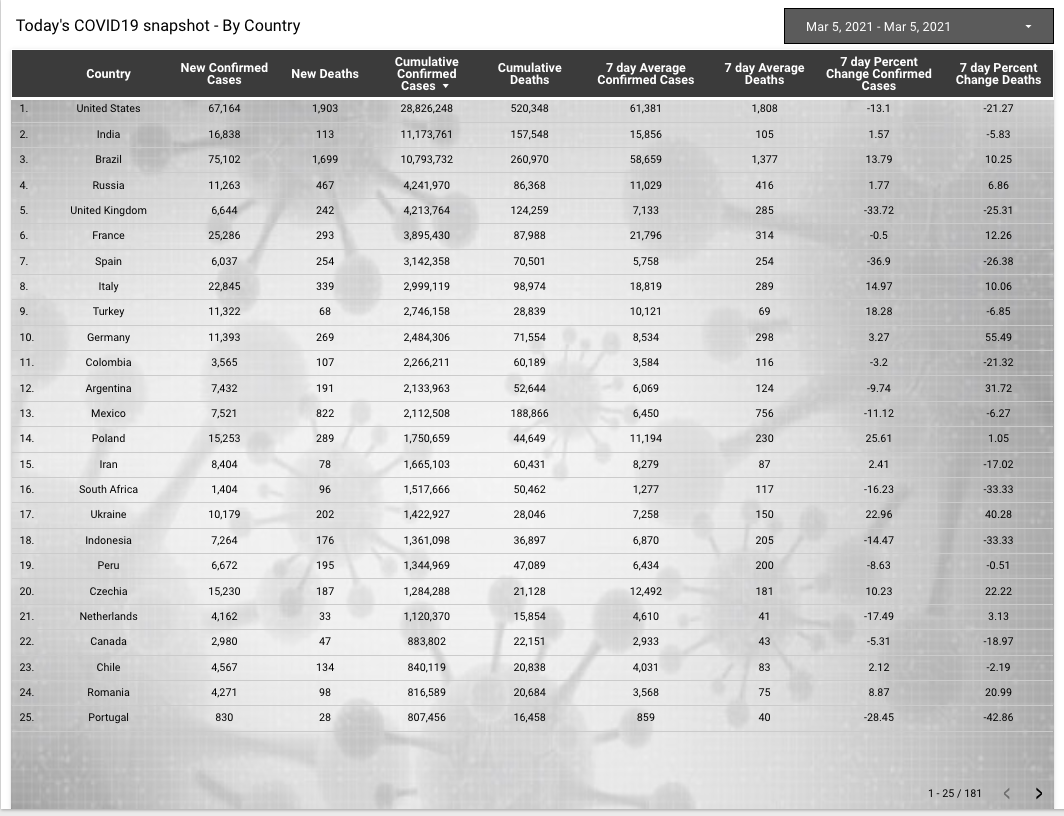 Today's COVID19 snapshot - By Country
Mar 5, 2021 - Mar 5, 2021
Country New Confirmed Cases New Deaths Cumulative Confirmed Cases Cumulative Deaths 7 day Average Confirmed Cases 7 day Average Deaths 7 day Percent Change Confirmed Cases 7 day Percent Change Deaths
1. United States 67,164 1,903 28,826,248 520,348 61,381 1,808 -13.1 -21.27
2. India 16,838 113 11,173,761 157,548 15,856 105 1.57 -5.83
3. Brazil 75,102 1,699 10,793,732 260,970 58,659 1,377 13.79 10.25
4. Russia 11,263 467 4,241,970 86,368 11,029 416 1.77 6.86
5. United Kingdom 6,644 242 4,213,764 124,259 7,133 285 -33.72 -25.31
6. France 25,286 293 3,895,430 87,988 21,796 314 -0.5 12.26
7. Spain 6,037 254 3,142,358 70,501 5,758 254 -36.9 -26.38
8. Italy 22,845 339 2,999,119 98,974 18,819 289 14.97 10.06
9. Turkey 11,322 68 2,746,158 28,839 10,121 69 18.28 -6.85
10. Germany 11,393 269 2,484,306 71,554 8,534 298 3.27 55.49
11. Colombia 3,565 107 2,266,211 60,189 3,584 116 -3.2 -21.32
12. Argentina 7,432 191 2,133,963 52,644 6,069 124 -9.74 31.72
13. Mexico 7,521 822 2,112,508 188,866 6,450 756 -11.12 -6.27
14. Poland 15,253 289 1,750,659 44,649 11,194 230 25.61 1.05
15. Iran 8,404 78 1,665,103 60,431 8,279 87 2.41 -17.02
16. South Africa 1,404 96 1,517,666 50,462 1,277 117 -16.23 -33.33
17. Ukraine 10,179 202 1,422,927 28,046 7,258 150 22.96 40.28
18. Indonesia 7,264 176 1,361,098 36,897 6,870 205 -14.47 -33.33
19. Peru 6,672 195 1,344,969 47,089 6,434 200 -8.63 -0.51
20. Czechia 15,230 187 1,284,288 21,128 12,492 181 10.23 22.22
21. Netherlands 4,162 33 1,120,370 15,854 4,610 41 -17.49 3.13
22. Canada 2,980 47 883,802 22,151 2,933 43 -5.31 -18.97
23. Chile 4,567 134 840,119 20,838 4,031 83 2.12 -2.19
24. Romania 4,271 98 816,589 20,684 3,568 75 8.87 20.99
25. Portugal 830 28 807,456 16,458 859 40 -28.45 -42.86
1 - 25 / 181